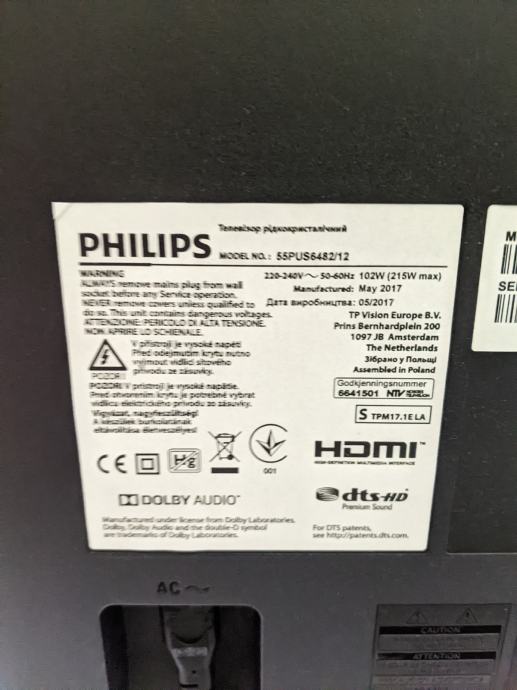 Телевізор рідкокристалічний
PHILIPS MODEL NO.: 55PUS6482/12
WARNING
ALWAYS remove mains plug from wall
socket before any Service operation.
NEVER remove covers unless qualified to
do so. This unit contains dangerous voltages.
ATTENZIONE: PERICOLO DI ALTA TENSIONE.
NON APRIRE LO SCHIENALE.
V přístroji je vysoké napětí
Před odejmutím krytu nutno
vyjmout vidlici síťového
přívodu ze zásuvky.
POZOR!
POZOR! V prístroji je vysoké napätie.
Pred otvorením krytu je potrebné vybrať
vidlicu elektrického prívodu zo zásuvky.
Vigyázat, nagyfeszültség!
A készülék burkolatának
eltávolítása életveszélyes!
220-240V ~ 50-60Hz 102W (215W max)
Manufactured: May 2017
Дата виробництва: 05/2017
TP Vision Europe B.V.
Prins Bernhardplein 200
1097 JB Amsterdam
The Netherlands
Зібрано у Польщі
Assembled in Poland
Godkjenningsnummer
6641501 NTV
S TPM17.1E LA
CE
Hg
001
HDMI™
HIGH-DEFINITION MULTIMEDIA INTERFACE
DOLBY AUDIO™
dts-HD
Premium Sound
Manufactured under license from Dolby Laboratories.
Dolby, Dolby Audio and the double-D symbol
are trademarks of Dolby Laboratories.
For DTS patents,
see http://patents.dts.com.
M
SE
AC ~
CAUTION
ATTENTION